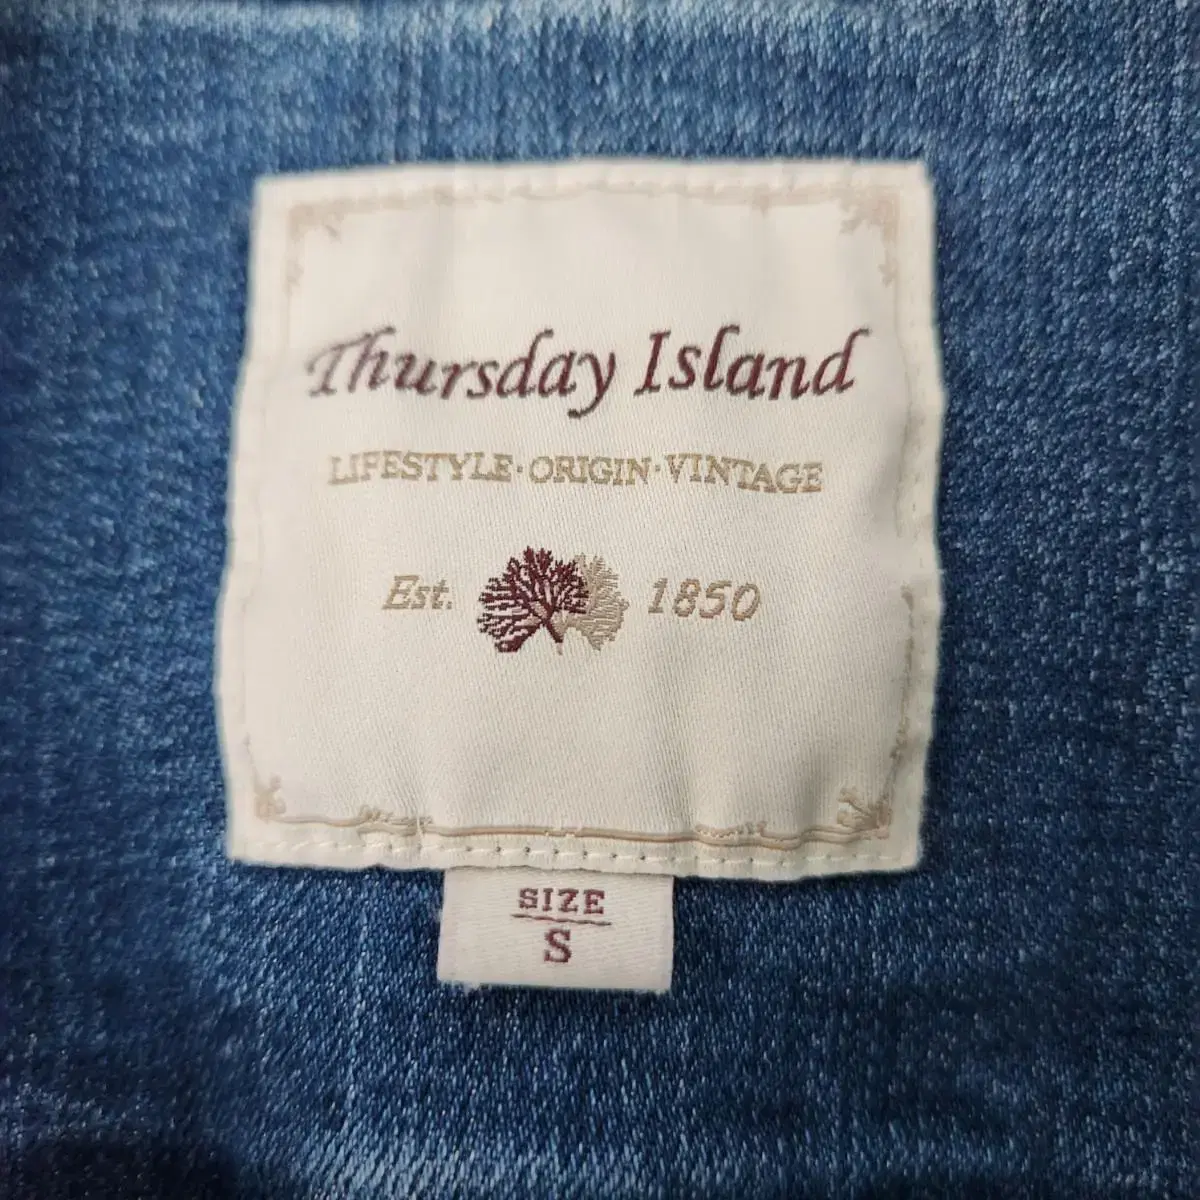 Thursday Island
LIFESTYLE·ORIGIN·VINTAGE
Est. 1850
SIZE
S